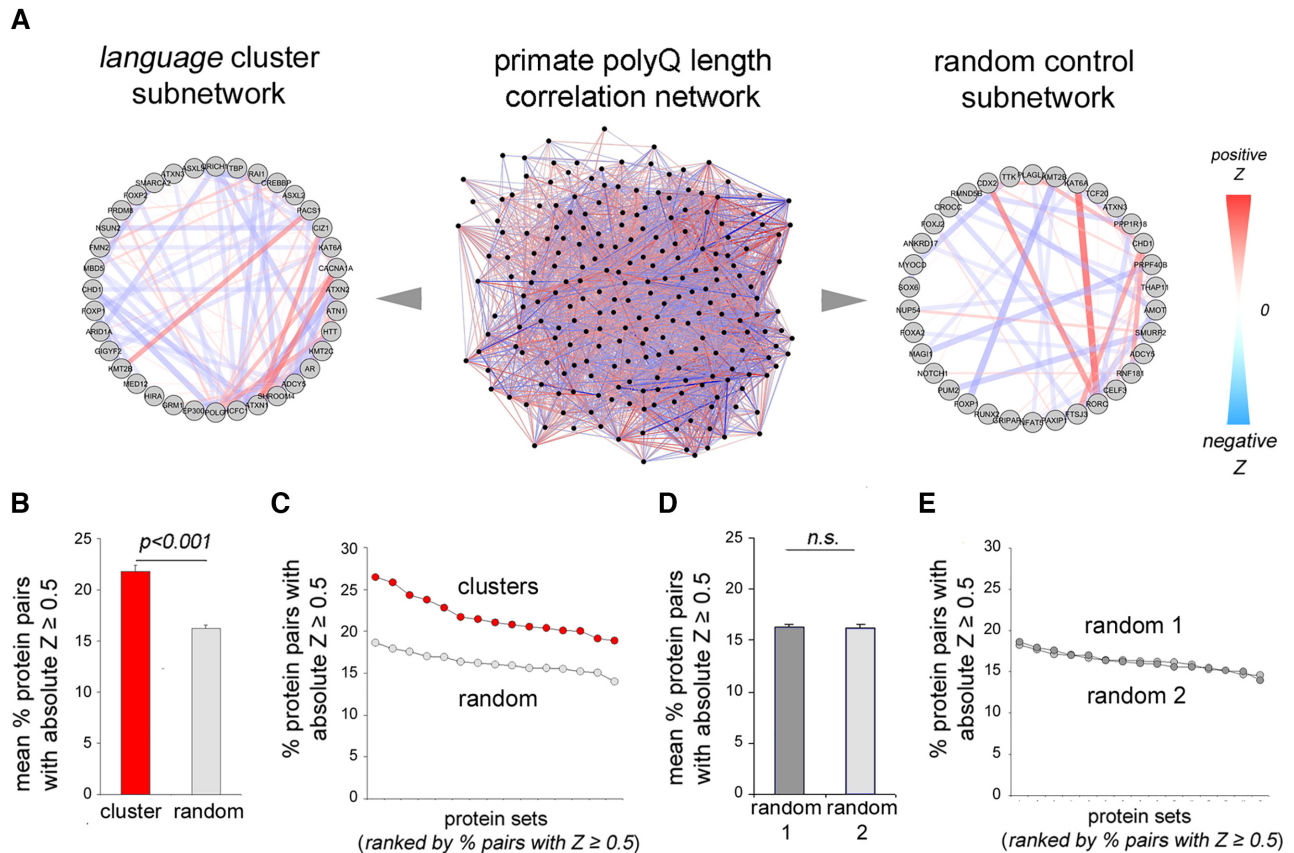 A
language cluster
subnetwork
primate polyQ length
correlation network
random control
subnetwork
QRICH1
TBP
RAI1
CREBBP
ASXL2
PACS1
CIZ1
KAT6A
CACNA1A
ATXN2
ATN1
HTT
KMT2C
AR
ADCY5
SHROOM4
ATXN1
HCFC1
POLG
EP300
GRM1
HIRA
MED12
KMT2B
GIGYF2
ARID1A
FOXP1
CHD1
MBD5
FMN2
NSUN2
PRDM8
FOXP2
SMARCA2
ATXN3
TTK
KAT6A
TCF20
ATXN3
PPP1R18
CHD1
PRPF40B
THAP11
AMOT
SMURF2
ADCY5
RNF181
CELF3
RORC
FTSJ3
PAXIP1
NFAT5
RUNX2
FOXP1
PUM2
NOTCH1
MAGI1
FOXA2
NUP54
SOX6
MYOCD
ANKRD17
FOXJ2
CROCC
CDX2
positive
Z
0
negative
Z
B
mean % protein pairs
with absolute Z ≥ 0.5
25
20
15
10
5
0
p<0.001
cluster
random
C
% protein pairs with
absolute Z ≥ 0.5
30
25
20
15
10
5
0
clusters
random
protein sets
(ranked by % pairs with Z ≥ 0.5)
D
mean % protein pairs
with absolute Z ≥ 0.5
25
20
15
10
5
0
n.s.
random
1
random
2
E
% protein pairs with
absolute Z ≥ 0.5
30
25
20
15
10
5
0
random 1
random 2
protein sets
(ranked by % pairs with Z ≥ 0.5)